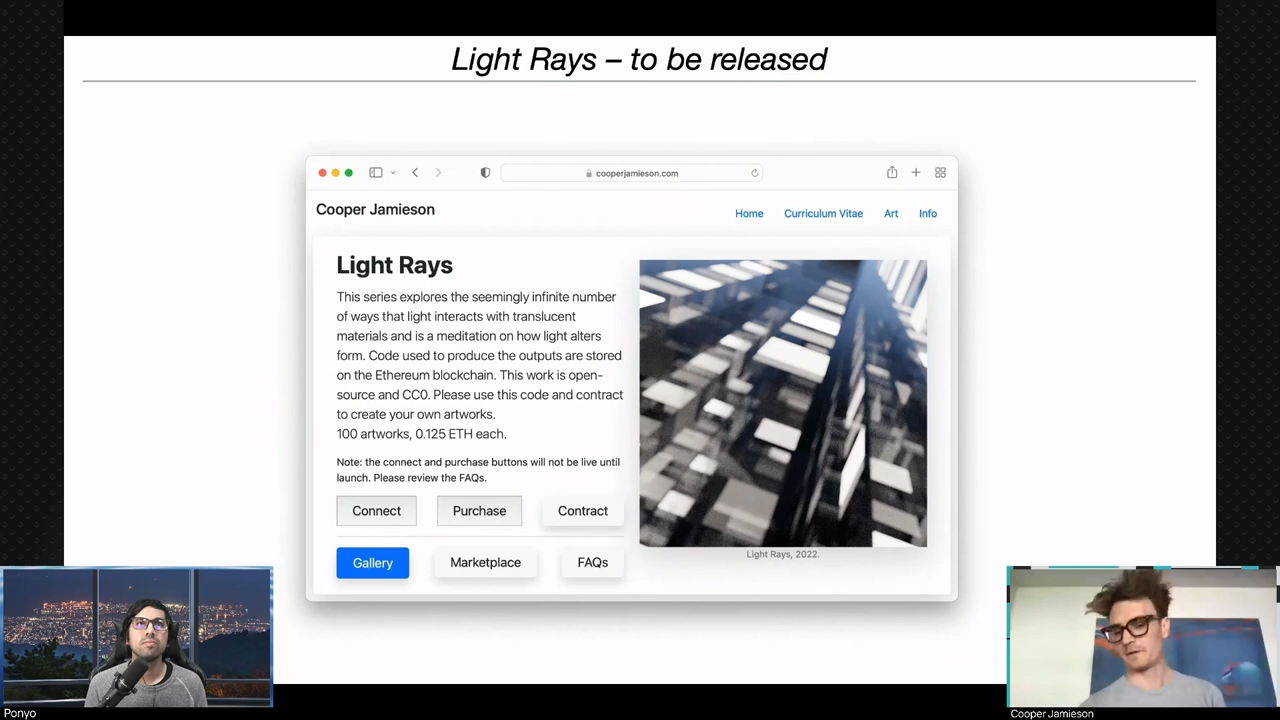 Light Rays – to be released
cooperjamieson.com
Cooper Jamieson
Home Curriculum Vitae Art Info
Light Rays
This series explores the seemingly infinite number
of ways that light interacts with translucent
materials and is a meditation on how light alters
form. Code used to produce the outputs are stored
on the Ethereum blockchain. This work is open-
source and CC0. Please use this code and contract
to create your own artworks.
100 artworks, 0.125 ETH each.
Note: the connect and purchase buttons will not be live until
launch. Please review the FAQs.
Connect Purchase Contract
Gallery Marketplace FAQs
Light Rays, 2022.
Ponyo
Cooper Jamieson